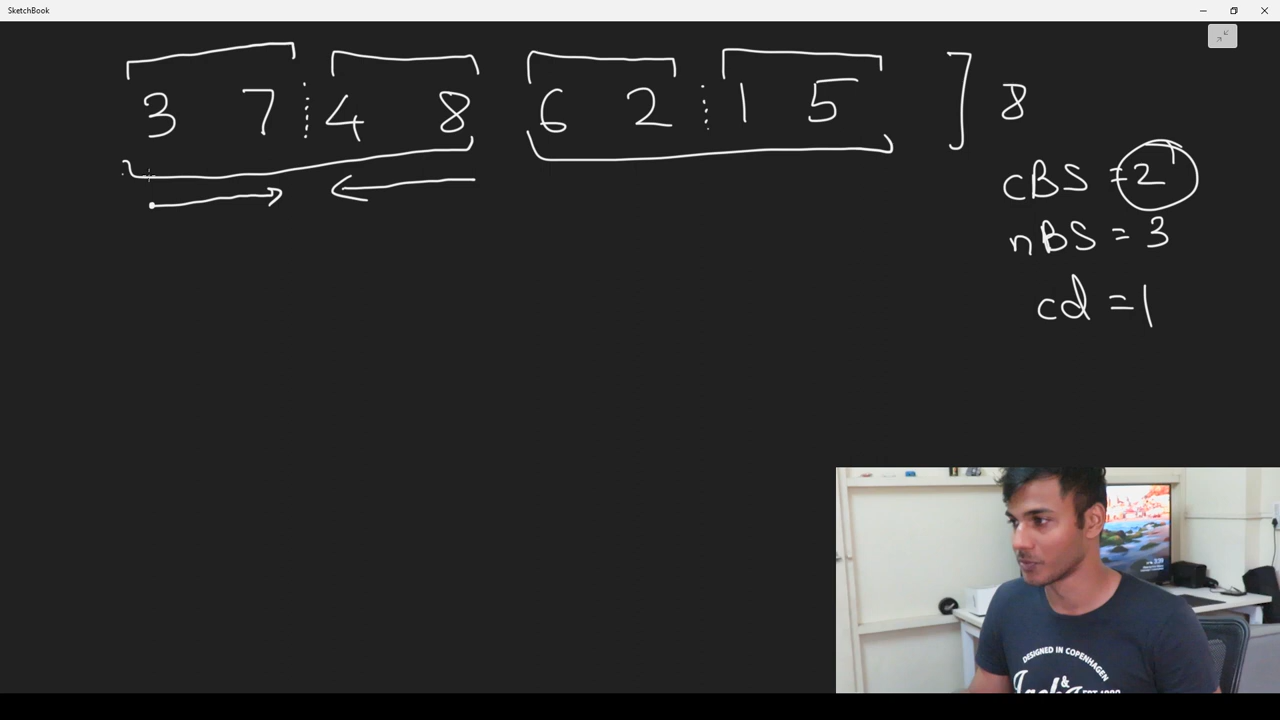 SketchBook
3 7 4 8 6 2 1 5 ] 8
cBS = 2
nBS = 3
cd = 1
DESIGNED IN COPENHAGEN
&